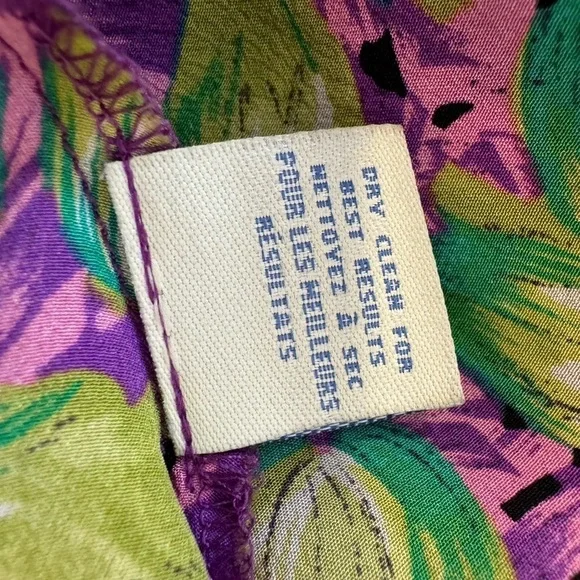 DRY CLEAN FOR
BEST RESULTS
NETTOYEZ À SEC
POUR LES MEILLEURS
RÉSULTATS